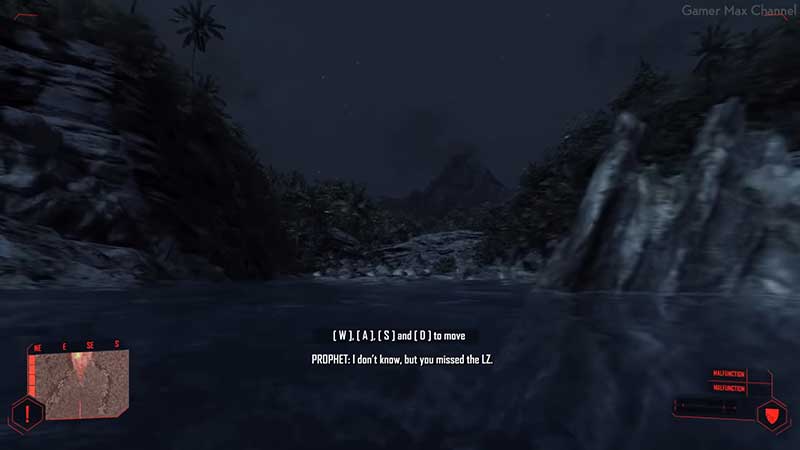 Gamer Max Channel
[ W ], [ A ], [ S ] and [ D ] to move
PROPHET: I don't know, but you missed the LZ.
NE E SE S
MALFUNCTION
MALFUNCTION